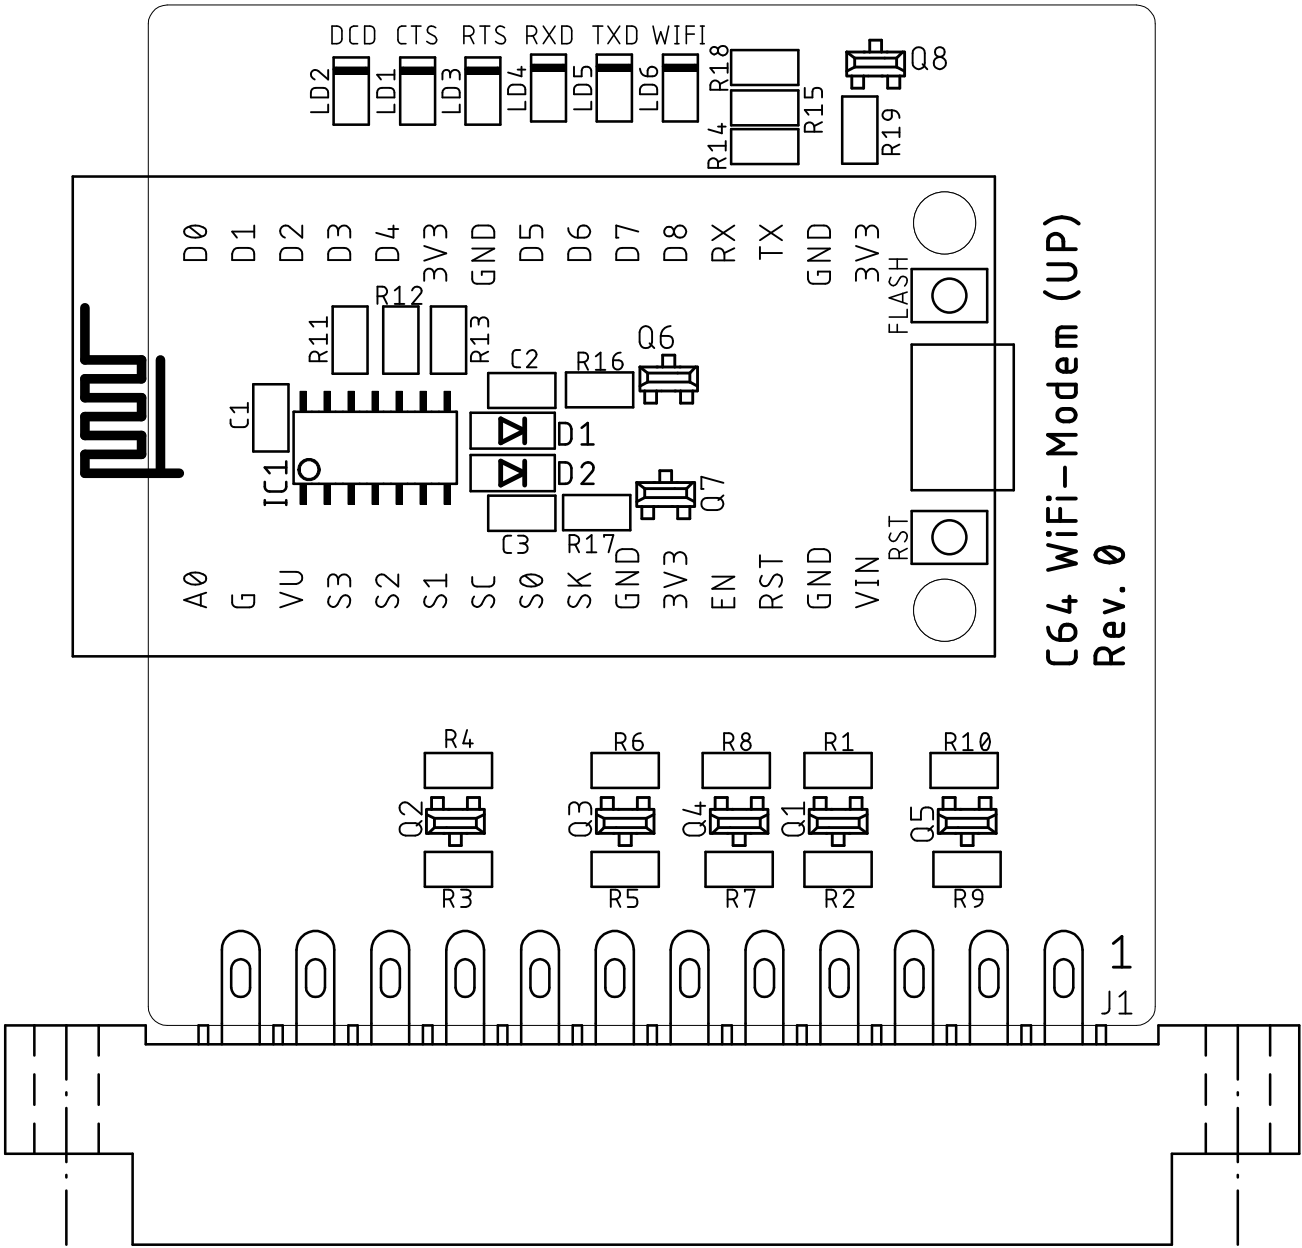 DCD CTS RTS RXD TXD WIFI
LD2 LD1 LD3 LD4 LD5 LD6
R18
R15
R14
Q8
R19
D0 D1 D2 D3 D4 3V3 GND D5 D6 D7 D8 RX TX GND 3V3
FLASH
R11
R12
R13
C2
R16
Q6
C1
D1
IC1
D2
Q7
C3
R17
RST
A0 G VU S3 S2 S1 SC S0 SK GND 3V3 EN RST GND VIN
C64 WiFi-Modem (UP)
Rev. 0
R4 R6 R8 R1 R10
Q2 Q3 Q4 Q1 Q5
R3 R5 R7 R2 R9
1
J1